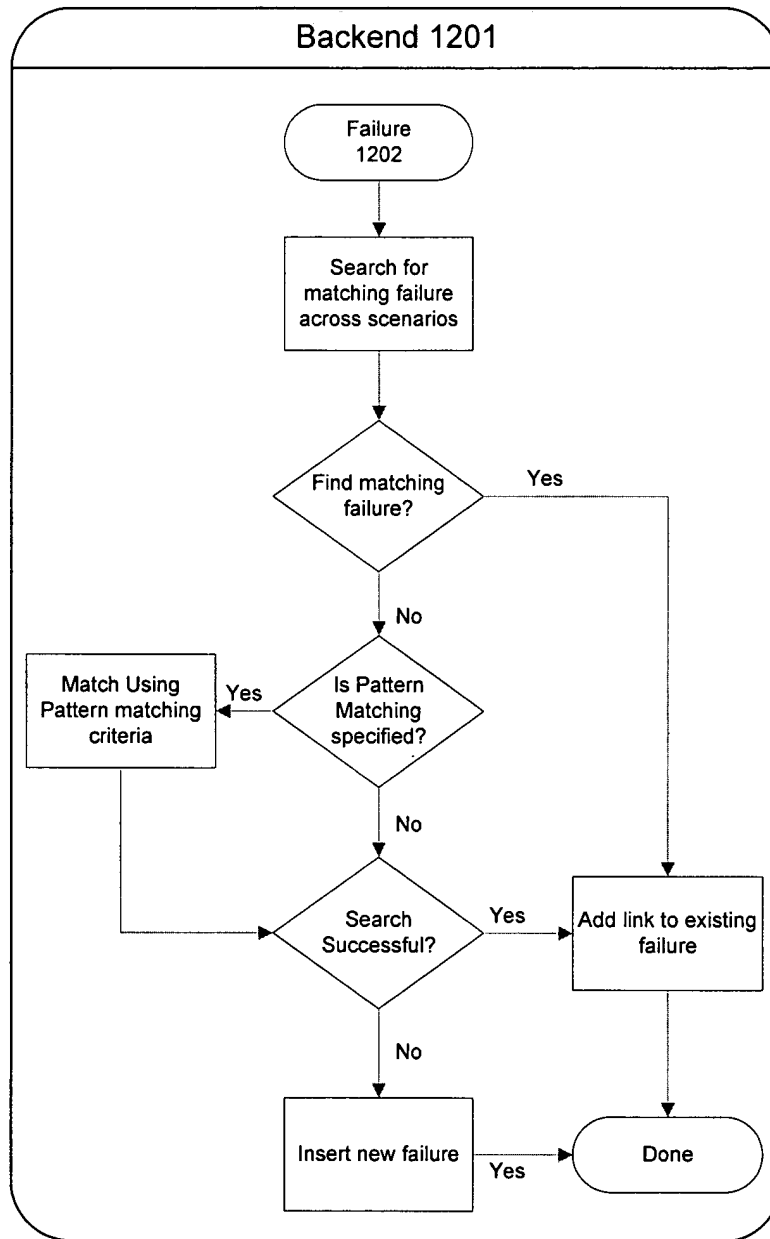 Backend 1201
Failure
1202
Search for
matching failure
across scenarios
Find matching
failure?
Yes
No
Match Using
Pattern matching
criteria
Yes
Is Pattern
Matching
specified?
No
Search
Successful?
Yes
Add link to existing
failure
No
Insert new failure
Yes
Done